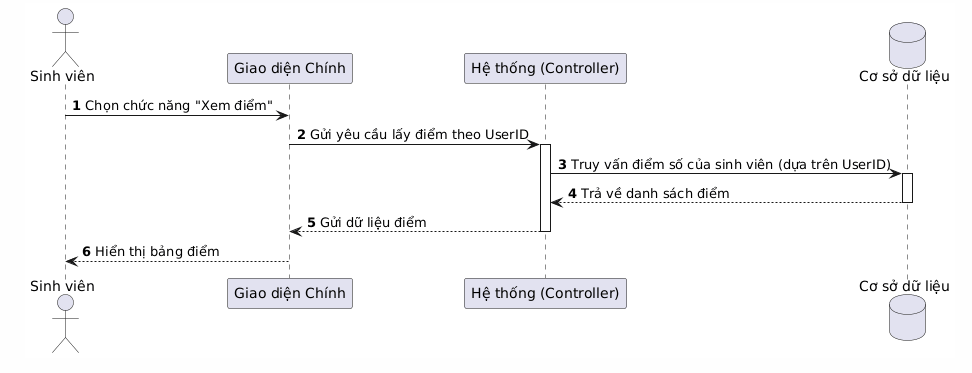 Sinh viên
Giao diện Chính
Hệ thống (Controller)
Cơ sở dữ liệu
1 Chọn chức năng "Xem điểm"
2 Gửi yêu cầu lấy điểm theo UserID
3 Truy vấn điểm số của sinh viên (dựa trên UserID)
4 Trả về danh sách điểm
5 Gửi dữ liệu điểm
6 Hiển thị bảng điểm
Sinh viên
Giao diện Chính
Hệ thống (Controller)
Cơ sở dữ liệu